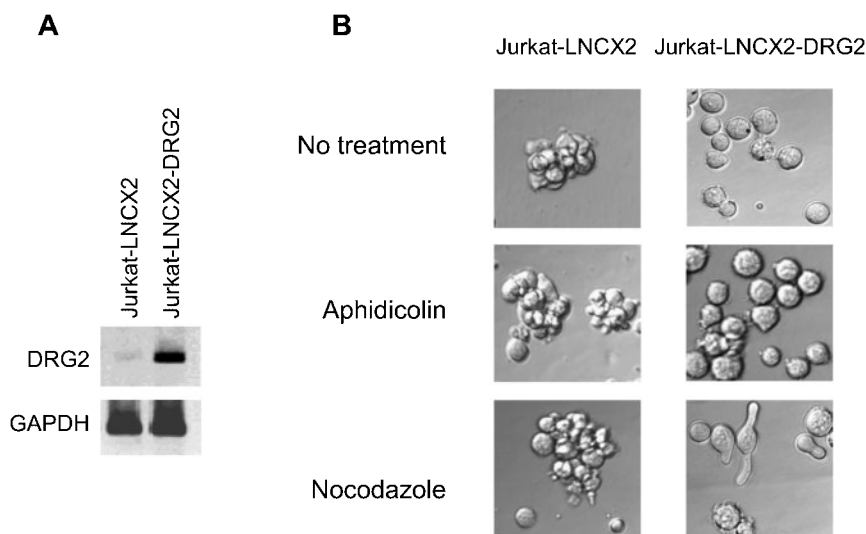 A
Jurkat-LNCX2
Jurkat-LNCX2-DRG2
DRG2
GAPDH
B
Jurkat-LNCX2 Jurkat-LNCX2-DRG2
No treatment
Aphidicolin
Nocodazole